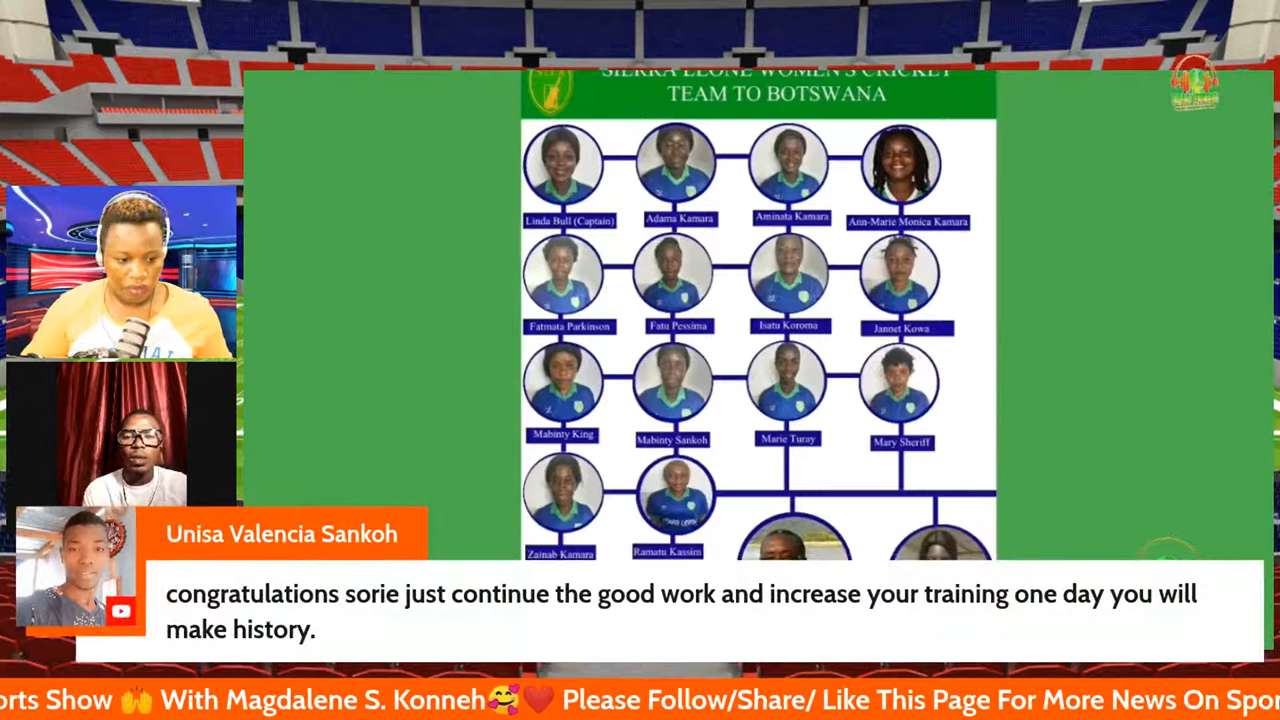 SIERRA LEONE WOMEN'S CRICKET
TEAM TO BOTSWANA
Linda Bull (Captain)
Adama Kamara
Aminata Kamara
Ann-Marie Monica Kamara
Fatmata Parkinson
Fatu Pessima
Isatu Koroma
Jannet Kowa
Mabinty King
Mabinty Sankoh
Marie Turay
Mary Sheriff
Zainab Kamara
Ramatu Kassim
Unisa Valencia Sankoh
congratulations sorie just continue the good work and increase your training one day you will
make history.
orts Show 🙌 With Magdalene S. Konneh🥰❤️ Please Follow/Share/ Like This Page For More News On Spo